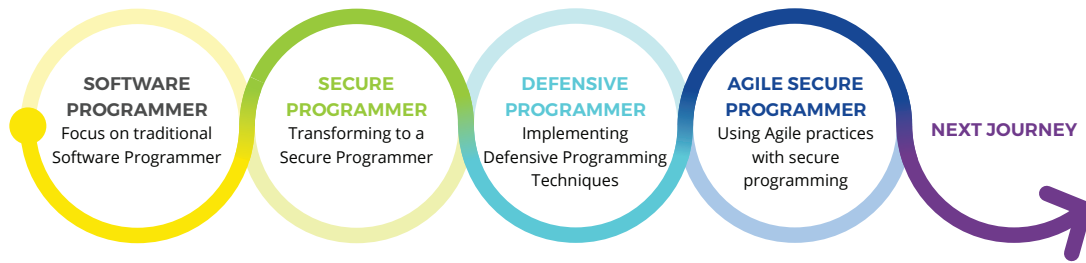 SOFTWARE
PROGRAMMER
Focus on traditional
Software Programmer
SECURE
PROGRAMMER
Transforming to a
Secure Programmer
DEFENSIVE
PROGRAMMER
Implementing
Defensive Programming
Techniques
AGILE SECURE
PROGRAMMER
Using Agile practices
with secure
programming
NEXT JOURNEY